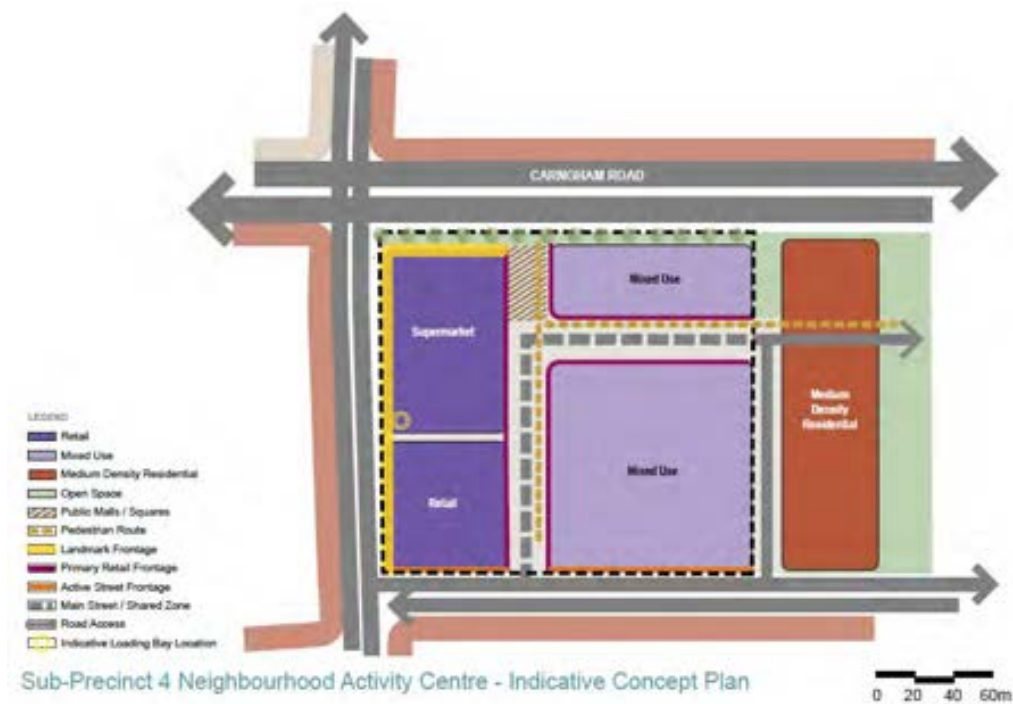 CARNGHAM ROAD
Mixed Use
Supermarket
Medium
Density
Residential
Mixed Use
Retail
LEGEND
Retail
Mixed Use
Medium Density Residential
Open Space
Public Malls / Squares
Pedestrian Route
Landmark Frontage
Primary Retail Frontage
Active Street Frontage
Main Street / Shared Zone
Road Access
Indicative Loading Bay Location
Sub-Precinct 4 Neighbourhood Activity Centre - Indicative Concept Plan
0 20 40 60m